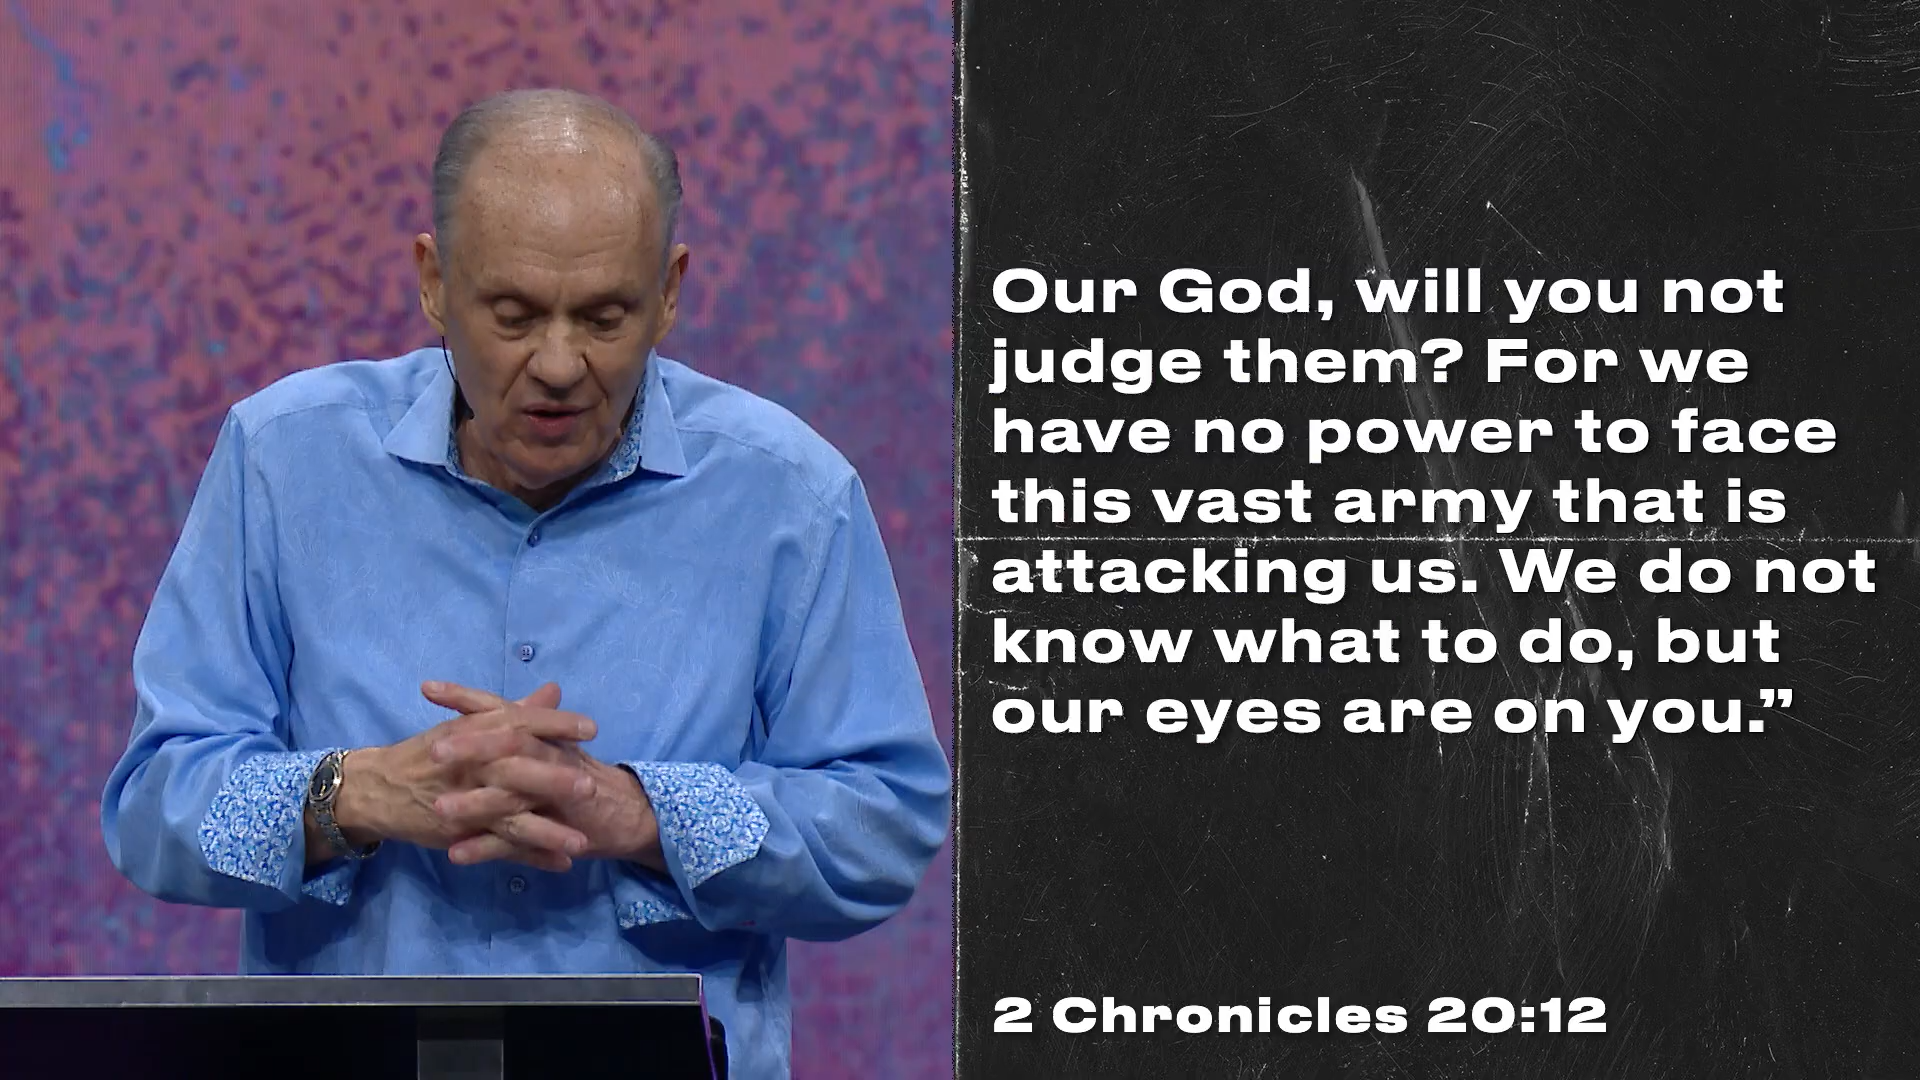 Our God, will you not
judge them? For we
have no power to face
this vast army that is
attacking us. We do not
know what to do, but
our eyes are on you.”
2 Chronicles 20:12